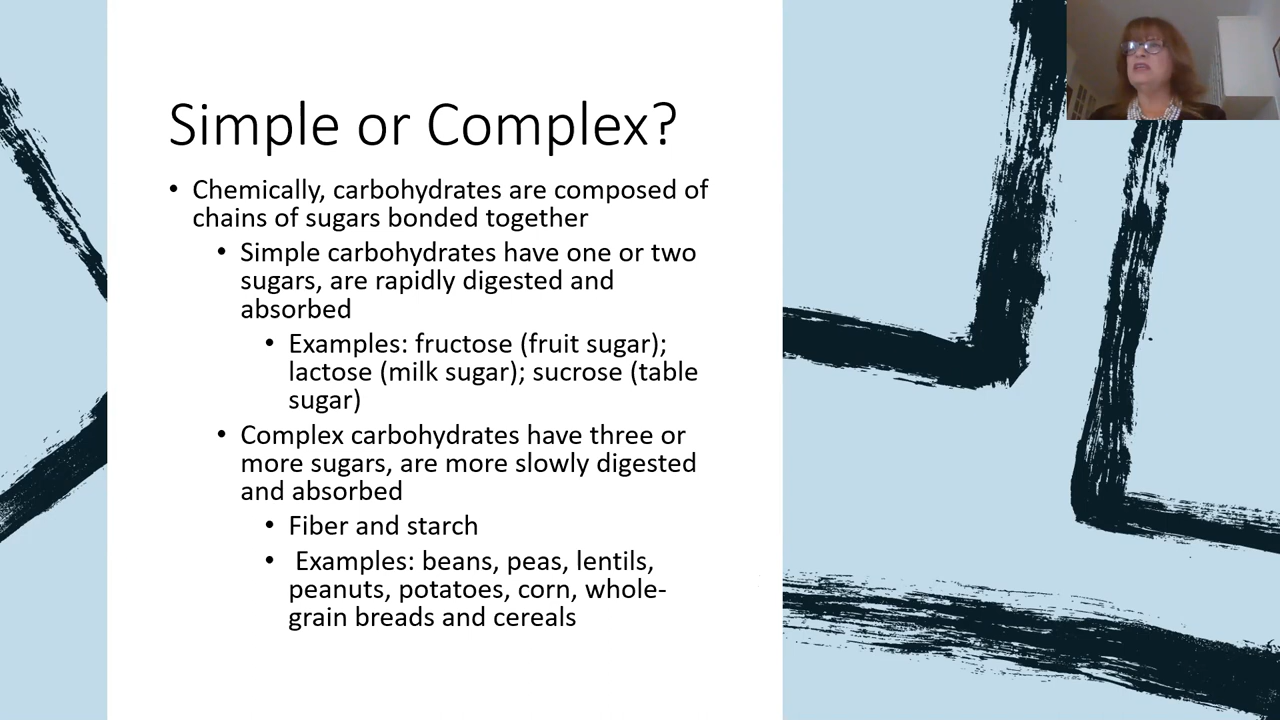 Simple or Complex?
• Chemically, carbohydrates are composed of
chains of sugars bonded together
• Simple carbohydrates have one or two
sugars, are rapidly digested and
absorbed
• Examples: fructose (fruit sugar);
lactose (milk sugar); sucrose (table
sugar)
• Complex carbohydrates have three or
more sugars, are more slowly digested
and absorbed
• Fiber and starch
• Examples: beans, peas, lentils,
peanuts, potatoes, corn, whole-
grain breads and cereals